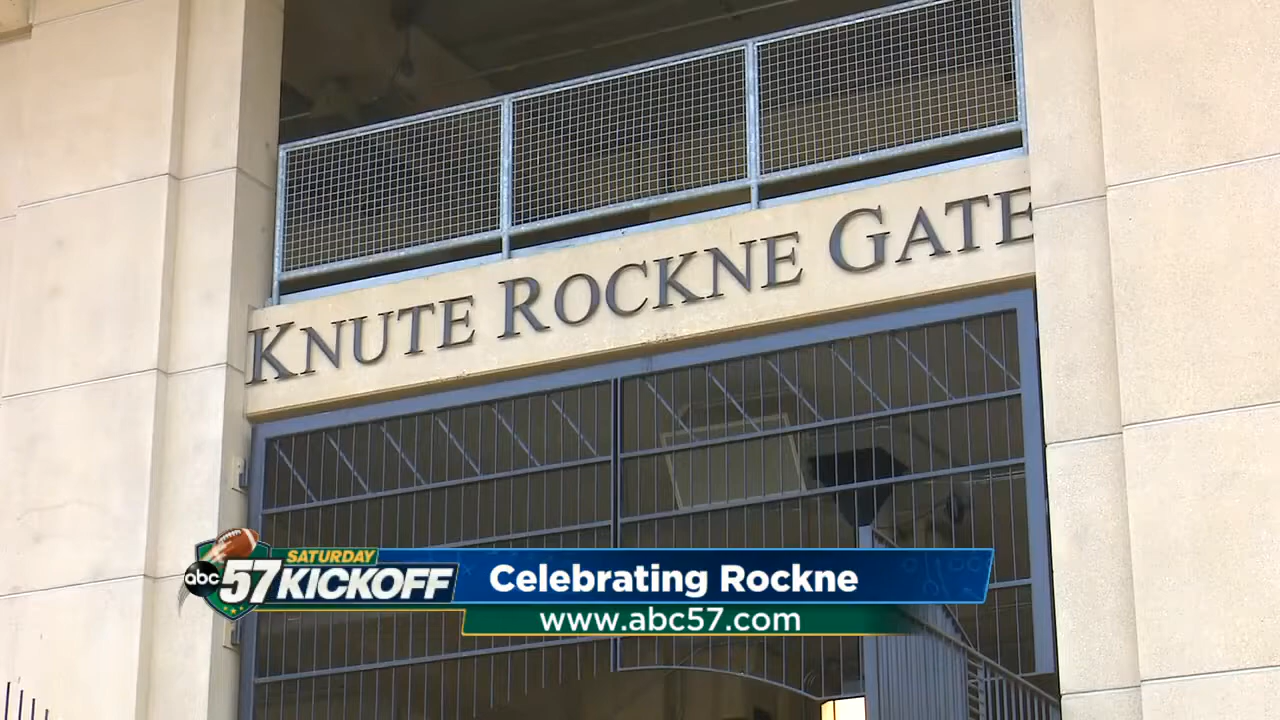 KNUTE ROCKNE GATE
SATURDAY
abc 57 KICKOFF
Celebrating Rockne
www.abc57.com